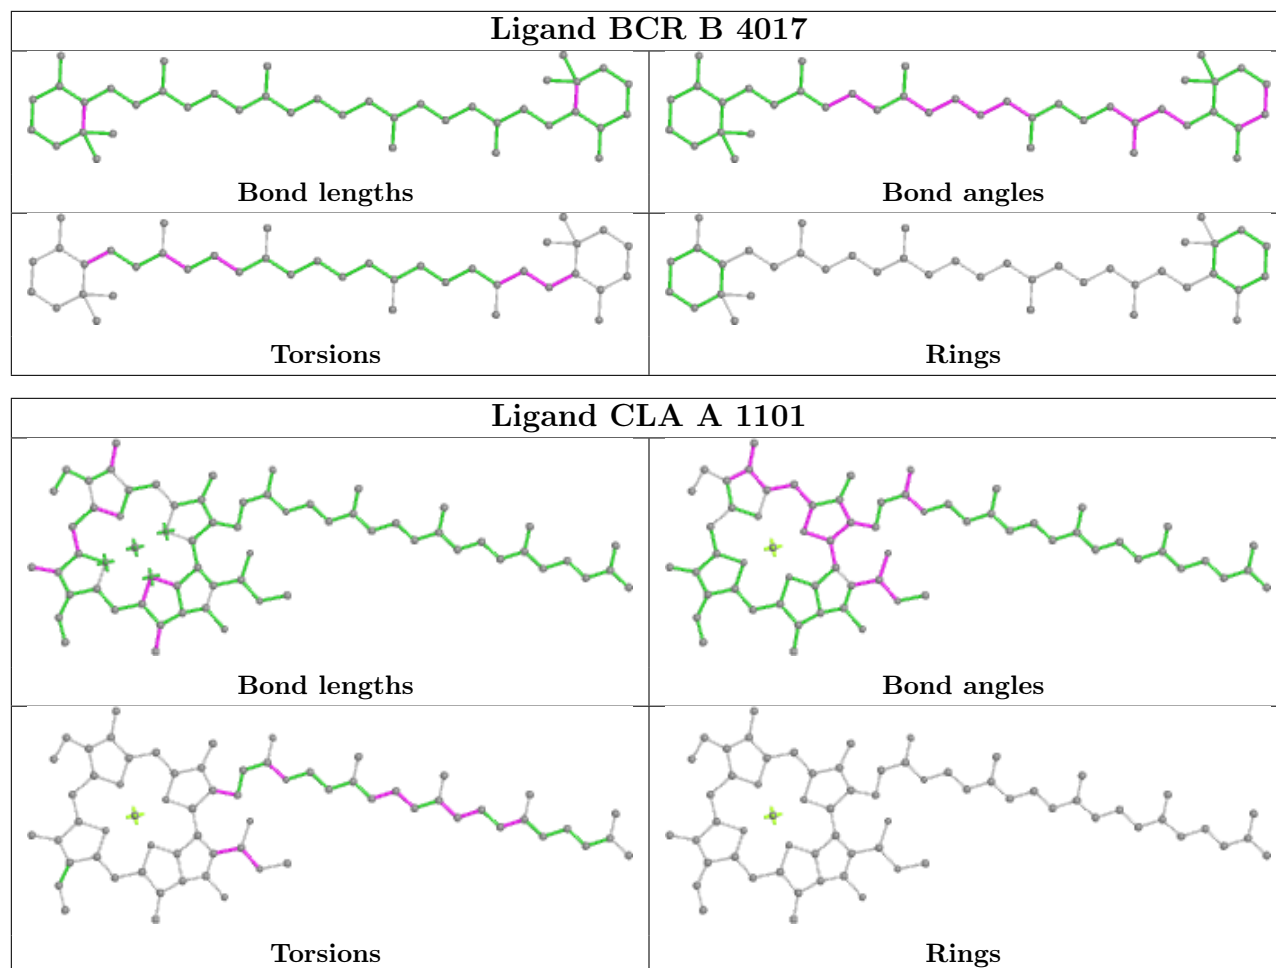 Ligand BCR B 4017
Bond lengths
Bond angles
Torsions
Rings
Ligand CLA A 1101
Bond lengths
Bond angles
Torsions
Rings